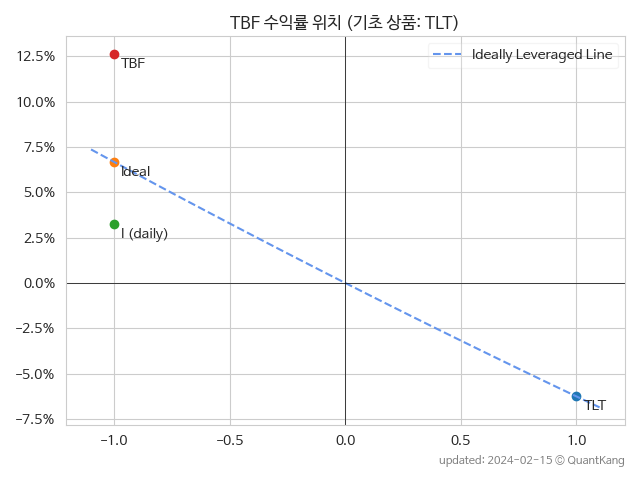 TBF 수익률 위치 (기초 상품: TLT)
12.5%
10.0%
7.5%
5.0%
2.5%
0.0%
−2.5%
−5.0%
−7.5%
Ideally Leveraged Line
TBF
Ideal
I (daily)
TLT
−1.0
−0.5
0.0
0.5
1.0
updated: 2024-02-15 © QuantKang